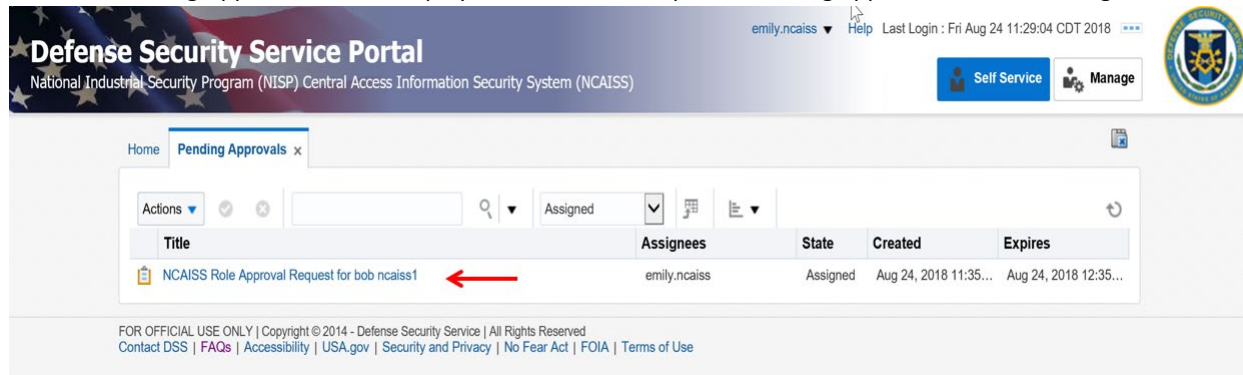 emily.ncaiss ▼ Help Last Login : Fri Aug 24 11:29:04 CDT 2018
Defense Security Service Portal
National Industrial Security Program (NISP) Central Access Information Security System (NCAISS)
Self Service Manage
Home Pending Approvals x
Actions ▼ Assigned
Title Assignees State Created Expires
NCAISS Role Approval Request for bob ncaiss1 emily.ncaiss Assigned Aug 24, 2018 11:35... Aug 24, 2018 12:35...
FOR OFFICIAL USE ONLY | Copyright © 2014 - Defense Security Service | All Rights Reserved
Contact DSS | FAQs | Accessibility | USA.gov | Security and Privacy | No Fear Act | FOIA | Terms of Use